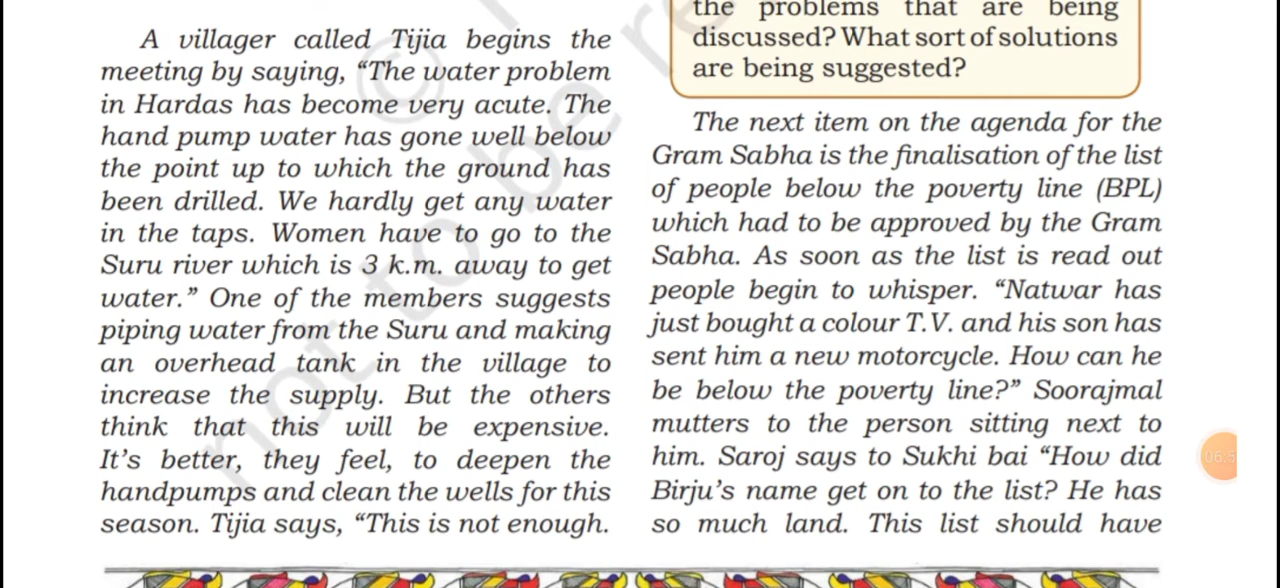 A villager called Tijia begins the
meeting by saying, “The water problem
in Hardas has become very acute. The
hand pump water has gone well below
the point up to which the ground has
been drilled. We hardly get any water
in the taps. Women have to go to the
Suru river which is 3 k.m. away to get
water.” One of the members suggests
piping water from the Suru and making
an overhead tank in the village to
increase the supply. But the others
think that this will be expensive.
It’s better, they feel, to deepen the
handpumps and clean the wells for this
season. Tijia says, “This is not enough.
the problems that are being
discussed? What sort of solutions
are being suggested?
The next item on the agenda for the
Gram Sabha is the finalisation of the list
of people below the poverty line (BPL)
which had to be approved by the Gram
Sabha. As soon as the list is read out
people begin to whisper. “Natwar has
just bought a colour T.V. and his son has
sent him a new motorcycle. How can he
be below the poverty line?” Soorajmal
mutters to the person sitting next to
him. Saroj says to Sukhi bai “How did
Birju’s name get on to the list? He has
so much land. This list should have
©
not to be re